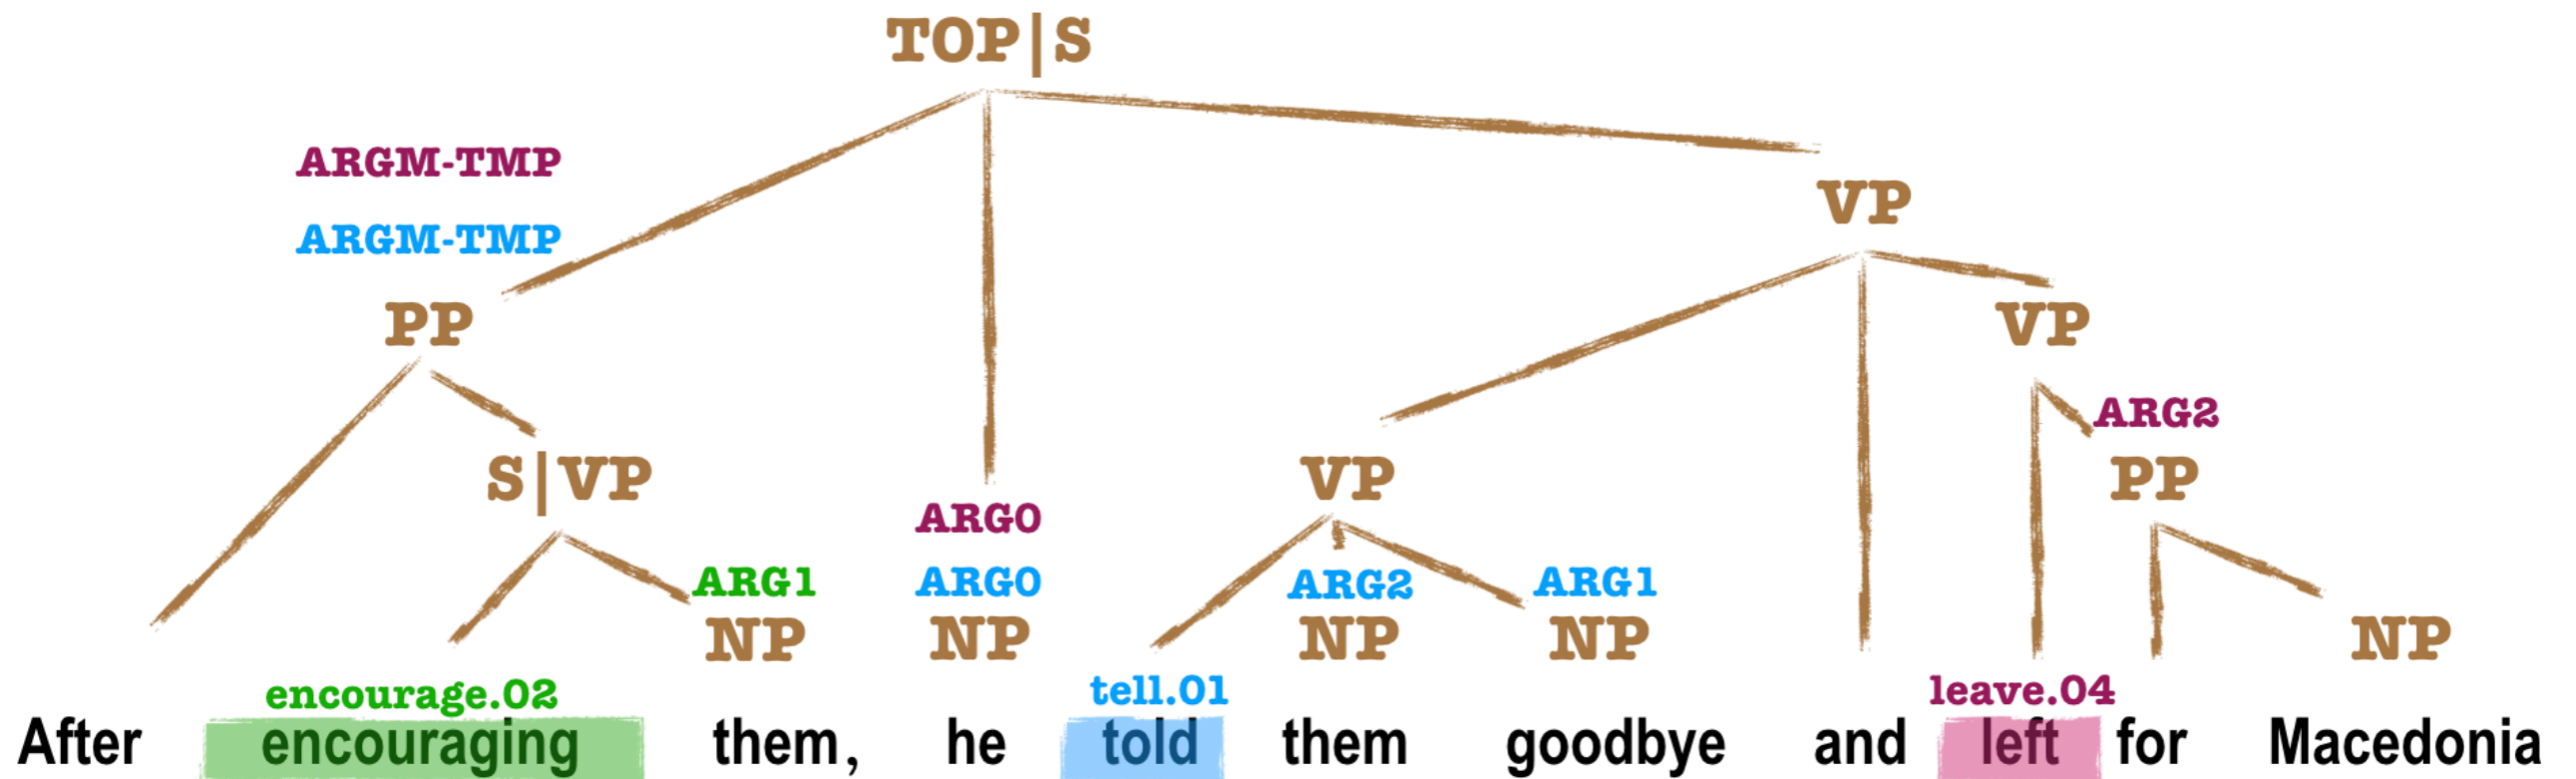 TOP|S
ARGM-TMP
VP
ARGM-TMP
PP VP
ARG2
S|VP VP PP
ARG0
ARG1 ARG0 ARG2 ARG1
NP NP NP NP NP
encourage.02 tell.01 leave.04
After encouraging them, he told them goodbye and left for Macedonia